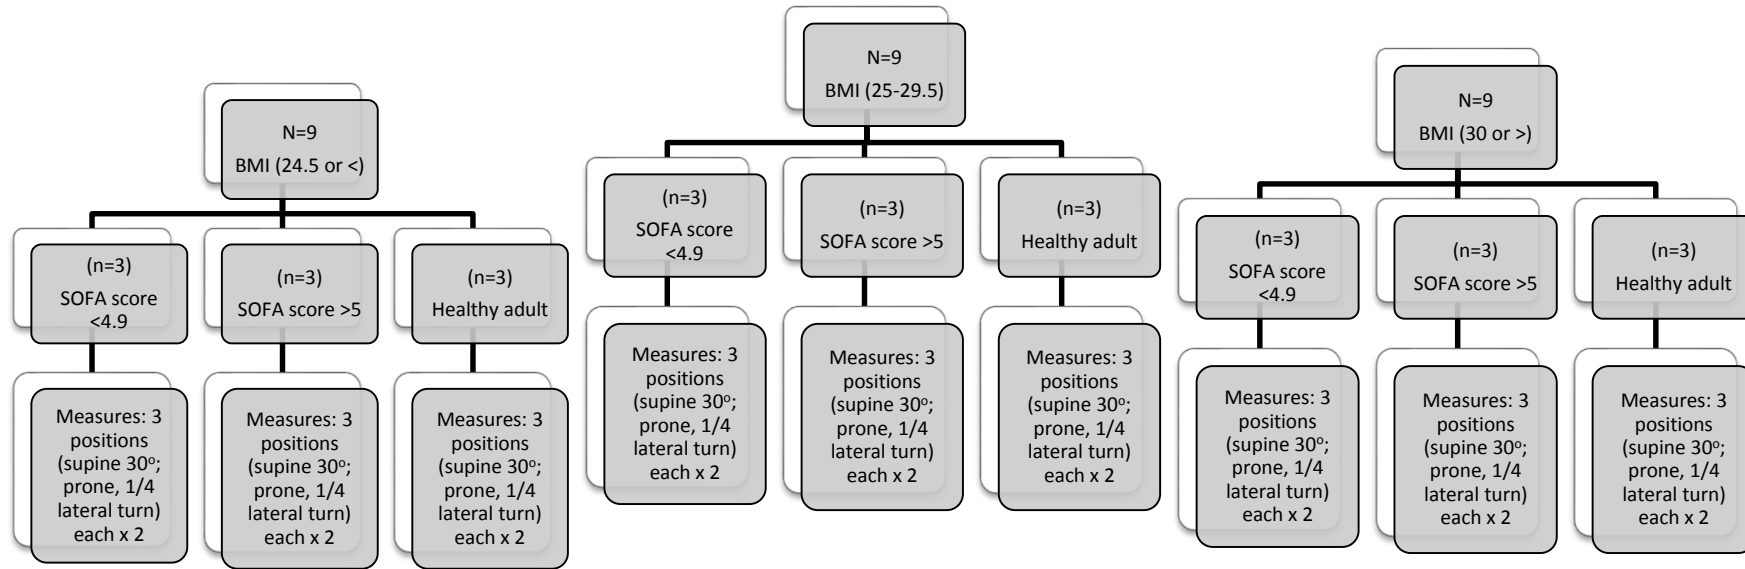 N=9
BMI (24.5 or <)
(n=3)
SOFA score
<4.9
(n=3)
SOFA score >5
(n=3)
Healthy adult
Measures: 3
positions
(supine 30º;
prone, 1/4
lateral turn)
each x 2
Measures: 3
positions
(supine 30º;
prone, 1/4
lateral turn)
each x 2
Measures: 3
positions
(supine 30º;
prone, 1/4
lateral turn)
each x 2
N=9
BMI (25-29.5)
(n=3)
SOFA score
<4.9
(n=3)
SOFA score >5
(n=3)
Healthy adult
Measures: 3
positions
(supine 30º;
prone, 1/4
lateral turn)
each x 2
Measures: 3
positions
(supine 30º;
prone, 1/4
lateral turn)
each x 2
Measures: 3
positions
(supine 30º;
prone, 1/4
lateral turn)
each x 2
N=9
BMI (30 or >)
(n=3)
SOFA score
<4.9
(n=3)
SOFA score >5
(n=3)
Healthy adult
Measures: 3
positions
(supine 30º;
prone, 1/4
lateral turn)
each x 2
Measures: 3
positions
(supine 30º;
prone, 1/4
lateral turn)
each x 2
Measures: 3
positions
(supine 30º;
prone, 1/4
lateral turn)
each x 2